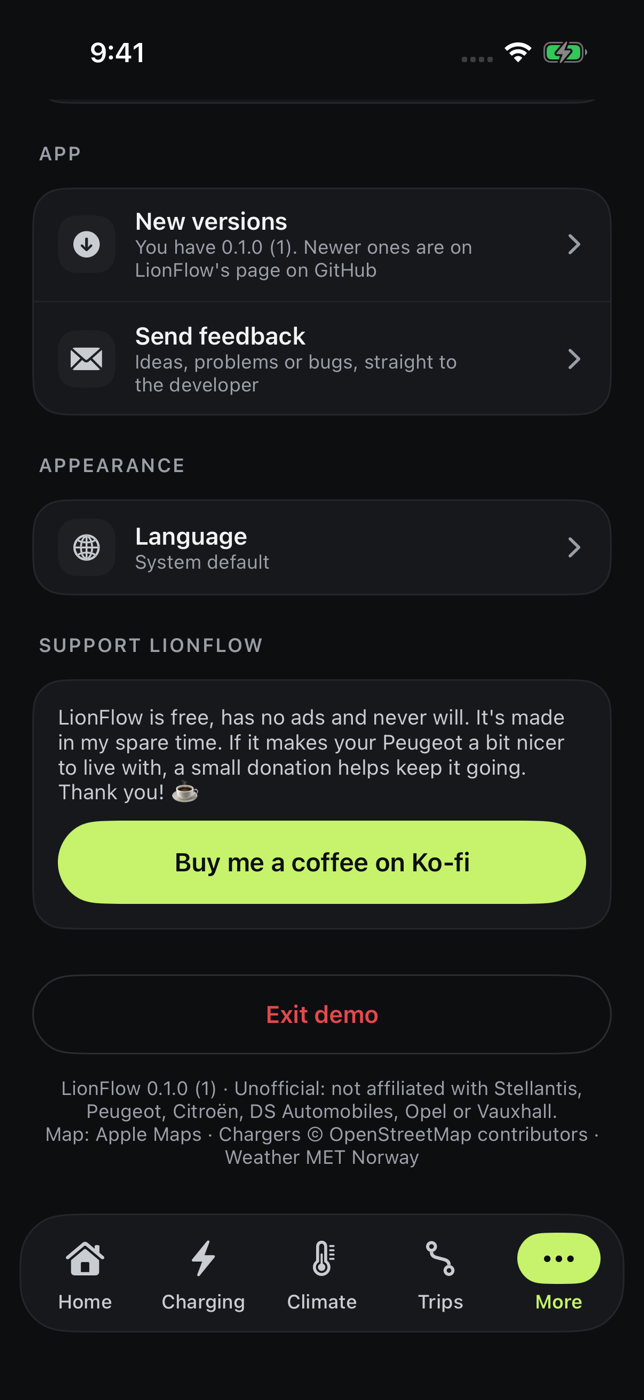 9:41
APP
New versions
You have 0.1.0 (1). Newer ones are on
LionFlow's page on GitHub
Send feedback
Ideas, problems or bugs, straight to
the developer
APPEARANCE
Language
System default
SUPPORT LIONFLOW
LionFlow is free, has no ads and never will. It's made
in my spare time. If it makes your Peugeot a bit nicer
to live with, a small donation helps keep it going.
Thank you! ☕
Buy me a coffee on Ko-fi
Exit demo
LionFlow 0.1.0 (1) · Unofficial: not affiliated with Stellantis,
Peugeot, Citroën, DS Automobiles, Opel or Vauxhall.
Map: Apple Maps · Chargers © OpenStreetMap contributors ·
Weather MET Norway
Home Charging Climate Trips More